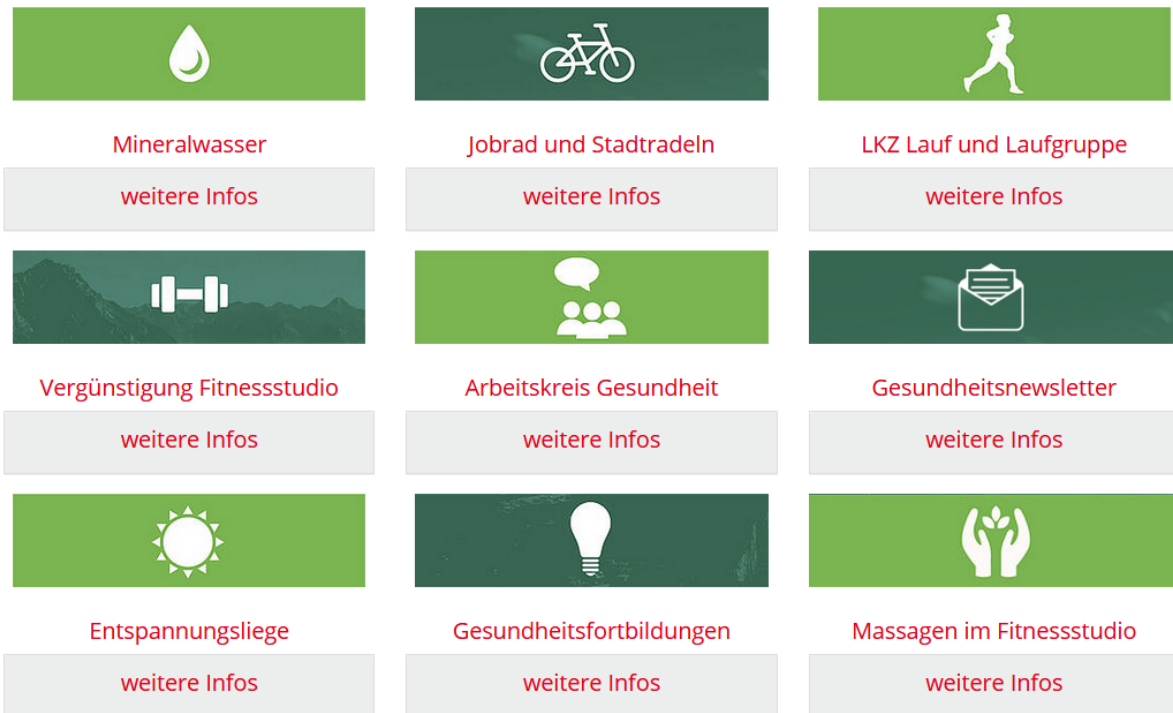 Mineralwasser
Jobrad und Stadtradeln
LKZ Lauf und Laufgruppe
weitere Infos
weitere Infos
weitere Infos
Vergünstigung Fitnessstudio
Arbeitskreis Gesundheit
Gesundheitsnewsletter
weitere Infos
weitere Infos
weitere Infos
Entspannungsliege
Gesundheitsfortbildungen
Massagen im Fitnessstudio
weitere Infos
weitere Infos
weitere Infos